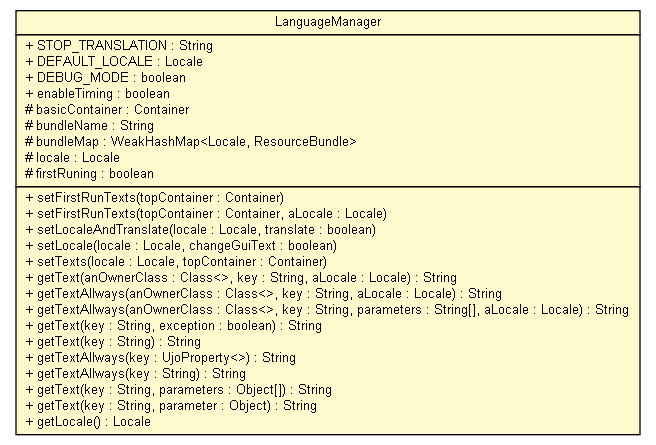 LanguageManager
+ STOP_TRANSLATION : String
+ DEFAULT_LOCALE : Locale
+ DEBUG_MODE : boolean
+ enableTiming : boolean
# basicContainer : Container
# bundleName : String
# bundleMap : WeakHashMap<Locale, ResourceBundle>
# locale : Locale
# firstRuning : boolean
+ setFirstRunTexts(topContainer : Container)
+ setFirstRunTexts(topContainer : Container, aLocale : Locale)
+ setLocaleAndTranslate(locale : Locale, translate : boolean)
+ setLocale(locale : Locale, changeGuiText : boolean)
+ setTexts(locale : Locale, topContainer : Container)
+ getText(anOwnerClass : Class<>, key : String, aLocale : Locale) : String
+ getTextAllways(anOwnerClass : Class<>, key : String, aLocale : Locale) : String
+ getTextAllways(anOwnerClass : Class<>, key : String, parameters : String[], aLocale : Locale) : String
+ getText(key : String, exception : boolean) : String
+ getText(key : String) : String
+ getTextAllways(key : UjoProperty<>) : String
+ getTextAllways(key : String) : String
+ getText(key : String, parameters : Object[]) : String
+ getText(key : String, parameter : Object) : String
+ getLocale() : Locale